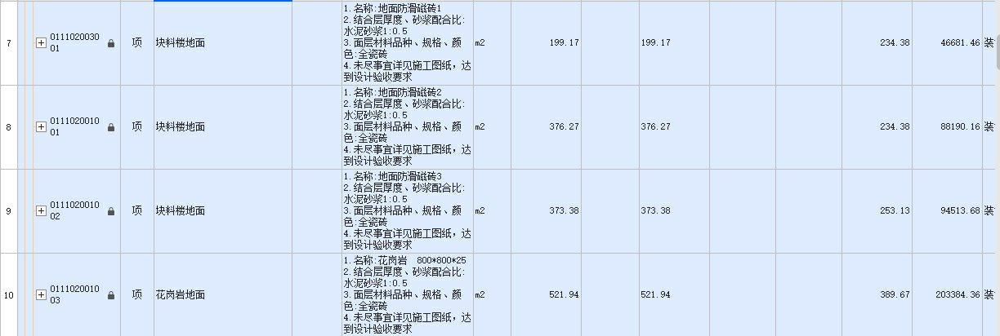 7
0111020030
01
项
块料楼地面
1.名称:地面防滑磁砖1
2.结合层厚度、砂浆配合比:
水泥砂浆1:0.5
3.面层材料品种、规格、颜
色:全瓷砖
4.未尽事宜详见施工图纸，达
到设计验收要求
m2
199.17
199.17
234.38
46681.46
装
8
0111020010
01
项
块料楼地面
1.名称:地面防滑磁砖2
2.结合层厚度、砂浆配合比:
水泥砂浆1:0.5
3.面层材料品种、规格、颜
色:全瓷砖
4.未尽事宜详见施工图纸，达
到设计验收要求
m2
376.27
376.27
234.38
88190.16
装
9
0111020010
02
项
块料楼地面
1.名称:地面防滑磁砖3
2.结合层厚度、砂浆配合比:
水泥砂浆1:0.5
3.面层材料品种、规格、颜
色:全瓷砖
4.未尽事宜详见施工图纸，达
到设计验收要求
m2
373.38
373.38
253.13
94513.68
装
10
0111020010
03
项
花岗岩地面
1.名称:花岗岩 800*800*25
2.结合层厚度、砂浆配合比:
水泥砂浆1:0.5
3.面层材料品种、规格、颜
色:全瓷砖
4.未尽事宜详见施工图纸，达
到设计验收要求
m2
521.94
521.94
389.67
203384.36
装